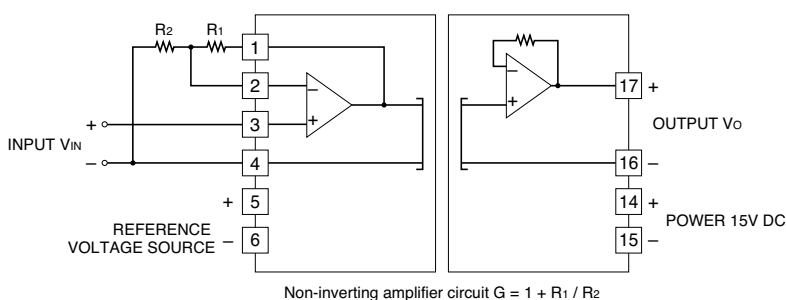 R2 R1
1
2
3
4
5
6
INPUT VIN
+
–
+
–
REFERENCE
VOLTAGE SOURCE
–
+
–
+
17 +
OUTPUT VO
16 –
14 +
POWER 15V DC
15 –
Non-inverting amplifier circuit G = 1 + R1 / R2